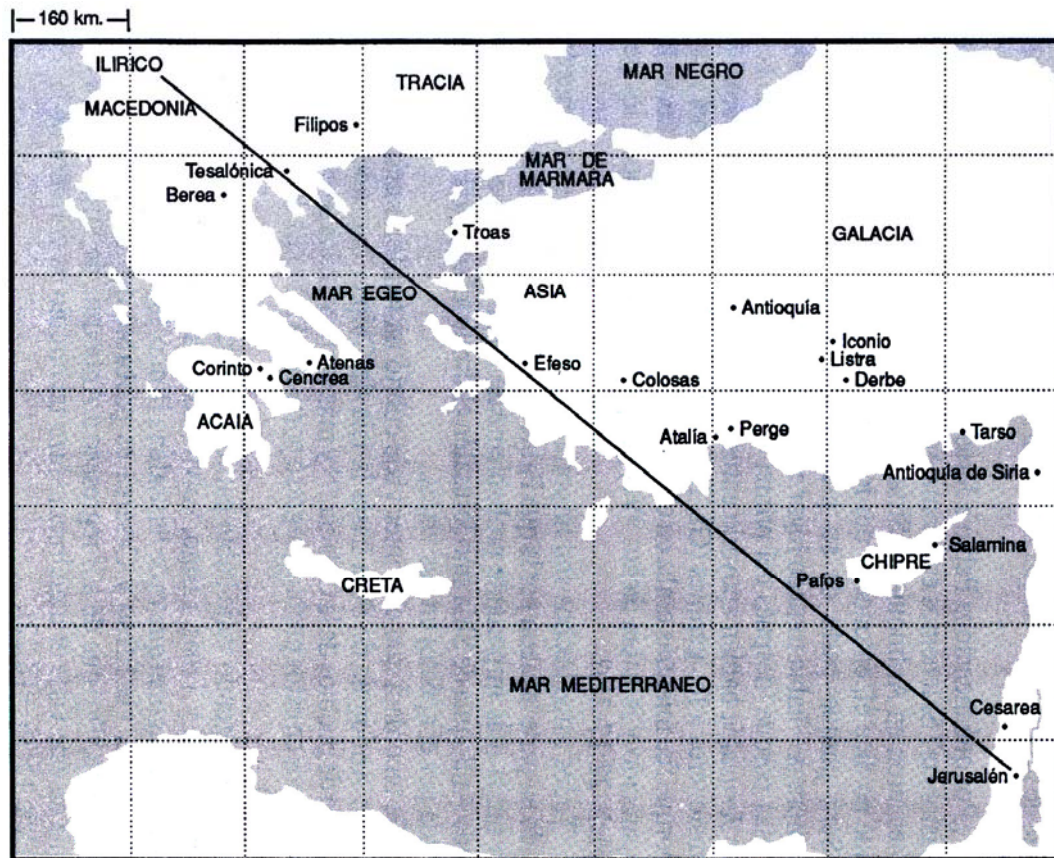 160 km.
ILIRICO
MAR NEGRO
TRACIA
MACEDONIA
Filipos
MAR DE
MARMARA
Tesalónica
Berea
Troas
GALACIA
MAR EGEO
ASIA
Antioquía
Iconio
Listra
Corinto
Atenas
Efeso
Cencrea
Colosas
Derbe
ACAIA
Atalía
Perge
Tarso
Antioquía de Siria
Salamina
CHIPRE
Pafos
CRETA
MAR MEDITERRANEO
Cesarea
Jerusalén